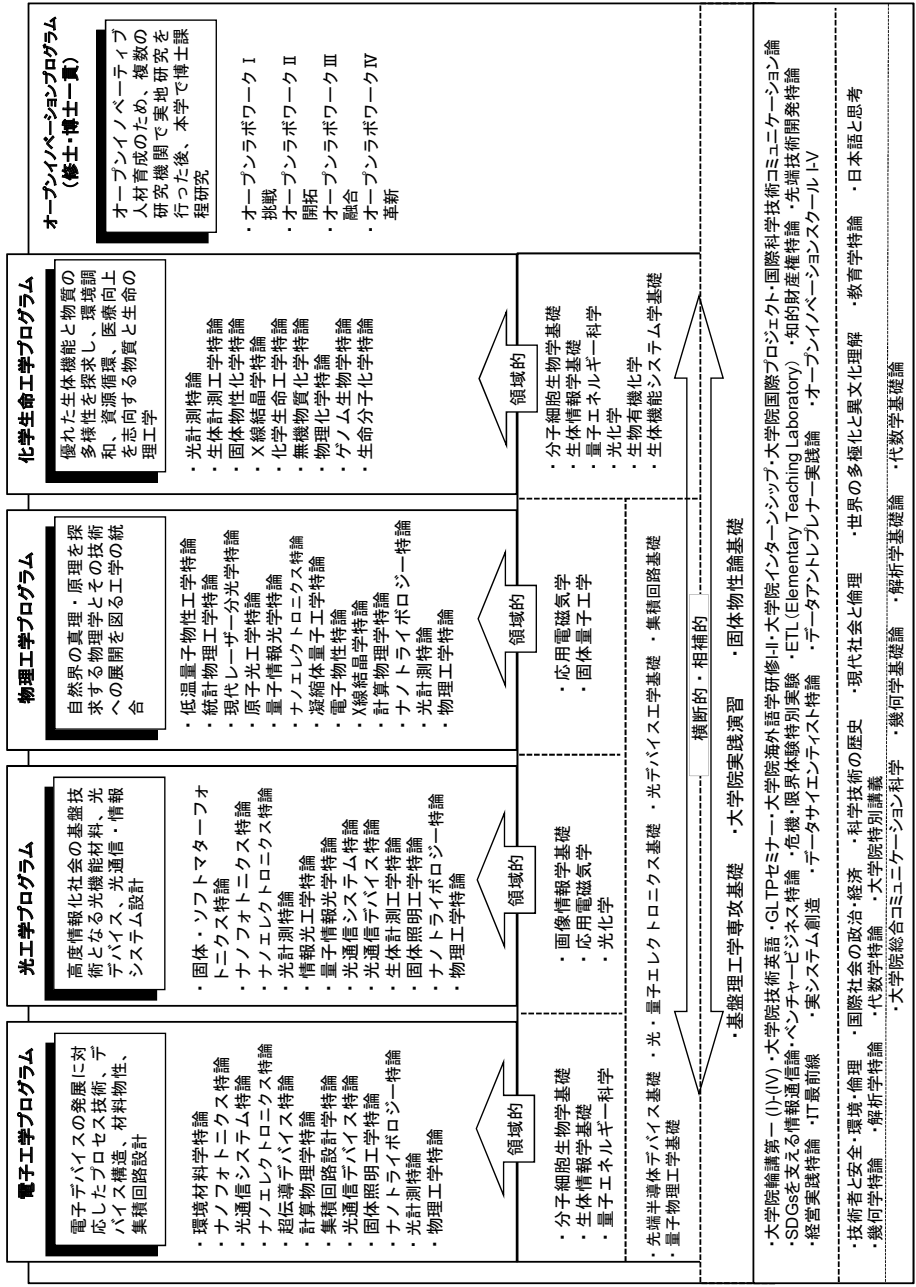 電子工学プログラム
電子デバイスの発展に対
応したプロセス技術、デ
バイス構造、材料物性、
集積回路設計
・環境材料学特論
・ナノフォトニクス特論
・光通信システム特論
・ナノエレクトロニクス特論
・超伝導デバイス特論
・計算物理学特論
・集積回路設計学特論
・光通信デバイス特論
・固体照明工学特論
・ナノトライボロジー特論
・光計測特論
・物理工学特論
領域的
・分子細胞生物学基礎
・生体情報学基礎
・量子エネルギー科学
光工学プログラム
高度情報化社会の基盤技
術となる光機能材料、光
デバイス、光通信・情報
システム設計
・固体・ソフトマターフォ
トニクス特論
・ナノフォトニクス特論
・ナノエレクトロニクス特論
・光計測特論
・情報光工学特論
・量子情報光学特論
・光通信システム特論
・光通信デバイス特論
・生体計測工学特論
・固体照明工学特論
・ナノトライボロジー特論
・物理工学特論
領域的
・画像情報学基礎
・応用電磁気学
・光化学
物理工学プログラム
自然界の真理・原理を探
求する物理学とその技術
への展開を図る工学の統
合
・低温量子物性工学特論
・統計物理工学特論
・現代レーザー分光学特論
・原子光工学特論
・量子情報光学特論
・ナノエレクトロニクス特論
・凝縮体量子工学特論
・電子物性特論
・X線結晶学特論
・計算物理学特論
・ナノトライボロジー特論
・光計測特論
・物理工学特論
領域的
・応用電磁気学
・固体量子工学
化学生命工学プログラム
優れた生体機能と物質の
多様性を探求し、環境調
和、資源循環、医療向上
を志向する物質と生命の
理工学
・光計測特論
・生体計測工学特論
・固体物性化学特論
・X線結晶学特論
・化学生命工学特論
・無機物質化学特論
・物理化学特論
・ゲノム生物学特論
・生命分子化学特論
領域的
・分子細胞生物学基礎
・生体情報学基礎
・量子エネルギー科学
・光化学
・生物有機化学
・生体機能システム学基礎
オープンイノベーションプログラム
(修士・博士一貫)
オープンイノベーティブ
人材育成のため、複数の
研究機関で実地研究を
行った後、本学で博士課
程研究
・オープンラボワークⅠ
挑戦
・オープンラボワークⅡ
開拓
・オープンラボワークⅢ
融合
・オープンラボワークⅣ
革新
・先端半導体デバイス基礎 ・光・量子エレクトロニクス基礎 ・光デバイス工学基礎 ・集積回路基礎
・量子物理工学基礎
横断的・相補的
・基盤理工学専攻基礎 ・大学院実践演習 ・固体物性論基礎
・大学院輪講第一 (I)-(IV)・大学院技術英語・GLTPセミナー・大学院海外語学研修I-II・大学院インターンシップ・大学院国際プロジェクト・国際科学技術コミュニケーション論
・SDGsを支える情報通信論・ベンチャービジネス特論 ・危機・限界体験特別実験 ・ETL(Elementary Teaching Laboratory) ・知的財産権特論 ・先端技術開発特論
・経営実践特論 ・IT最前線 ・実システム創造 ・データサイエンティスト特論 ・データアントレプレナー実践論 ・オープンイノベーションスクール I-V
・技術者と安全・環境・倫理 ・国際社会の政治・経済 ・科学技術の歴史 ・現代社会と倫理 ・世界の多極化と異文化理解 ・教育学特論 ・日本語と思考
・幾何学特論 ・解析学特論 ・代数学特論 ・大学院特別講義
・大学院総合コミュニケーション科学 ・幾何学基礎論 ・解析学基礎論 ・代数学基礎論